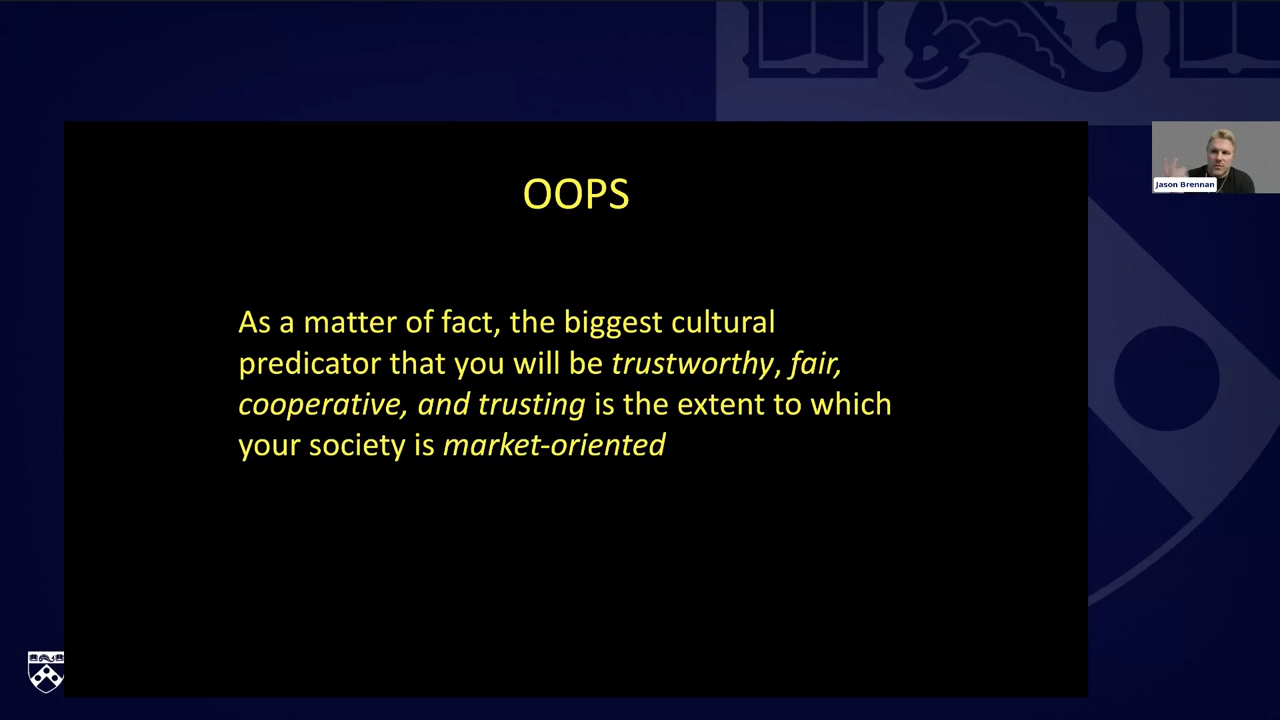 OOPS
Jason Brennan
As a matter of fact, the biggest cultural
predicator that you will be trustworthy, fair,
cooperative, and trusting is the extent to which
your society is market-oriented